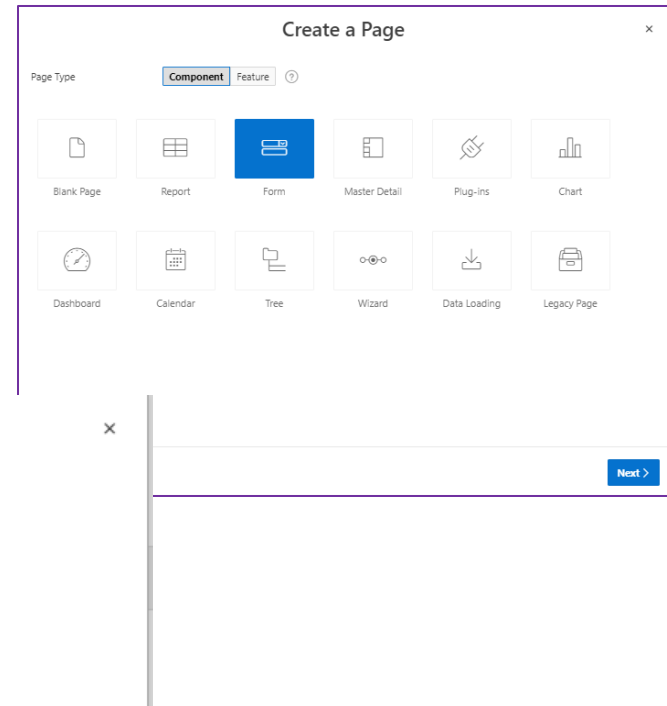 Create a Page
×
Page Type
Component Feature ?
Blank Page Report Form Master Detail Plug-ins Chart
Dashboard Calendar Tree Wizard Data Loading Legacy Page
×
Next >